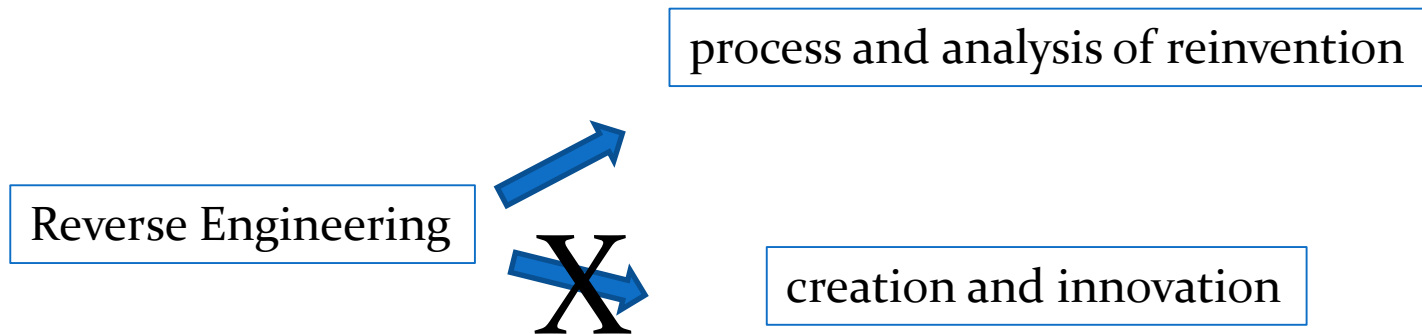 process and analysis of reinvention
Reverse Engineering
X
creation and innovation